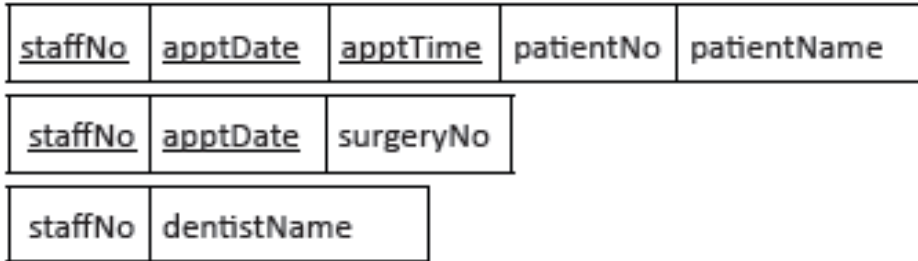 staffNo apptDate apptTime patientNo patientName
staffNo apptDate surgeryNo
staffNo dentistName